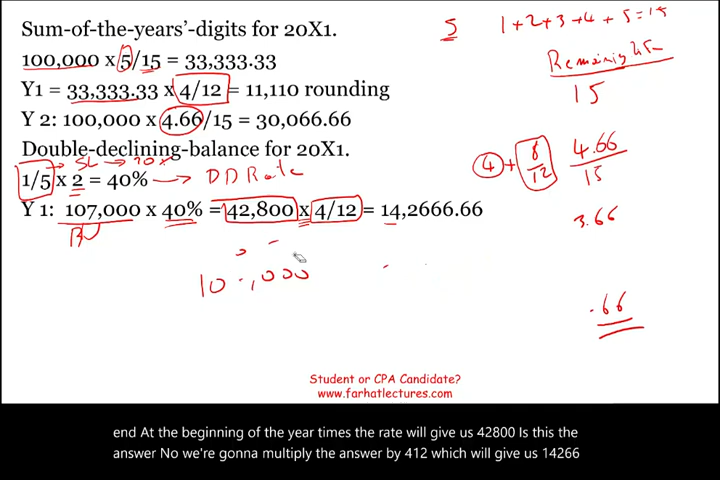 Sum-of-the-years'-digits for 20X1.
5
1+2+3+4+5=15
100,000 x 5/15 = 33,333.33
Remaining life
15
Y1 = 33,333.33 x 4/12 = 11,110 rounding
Y 2: 100,000 x 4.66/15 = 30,066.66
4 + 8/12
4.66/15
Double-declining-balance for 20X1.
SL
1/5 x 2 = 40%
DD Rate
Y 1: 107,000 x 40% = 42,800 x 4/12 = 14,2666.66
3.66
BV
.66
Student or CPA Candidate?
www.farhatlectures.com
end At the beginning of the year times the rate will give us 42800 Is this the
answer No we're gonna multiply the answer by 412 which will give us 14266